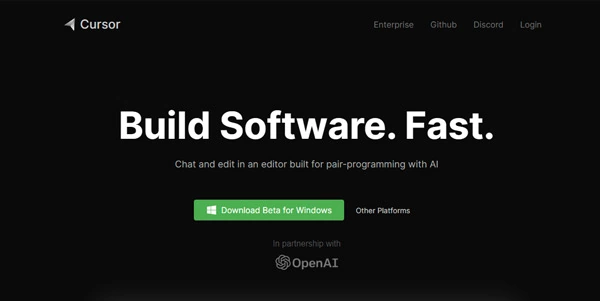 Cursor
Enterprise Github Discord Login
Build Software. Fast.
Chat and edit in an editor built for pair-programming with AI
Download Beta for Windows Other Platforms
In partnership with
OpenAI